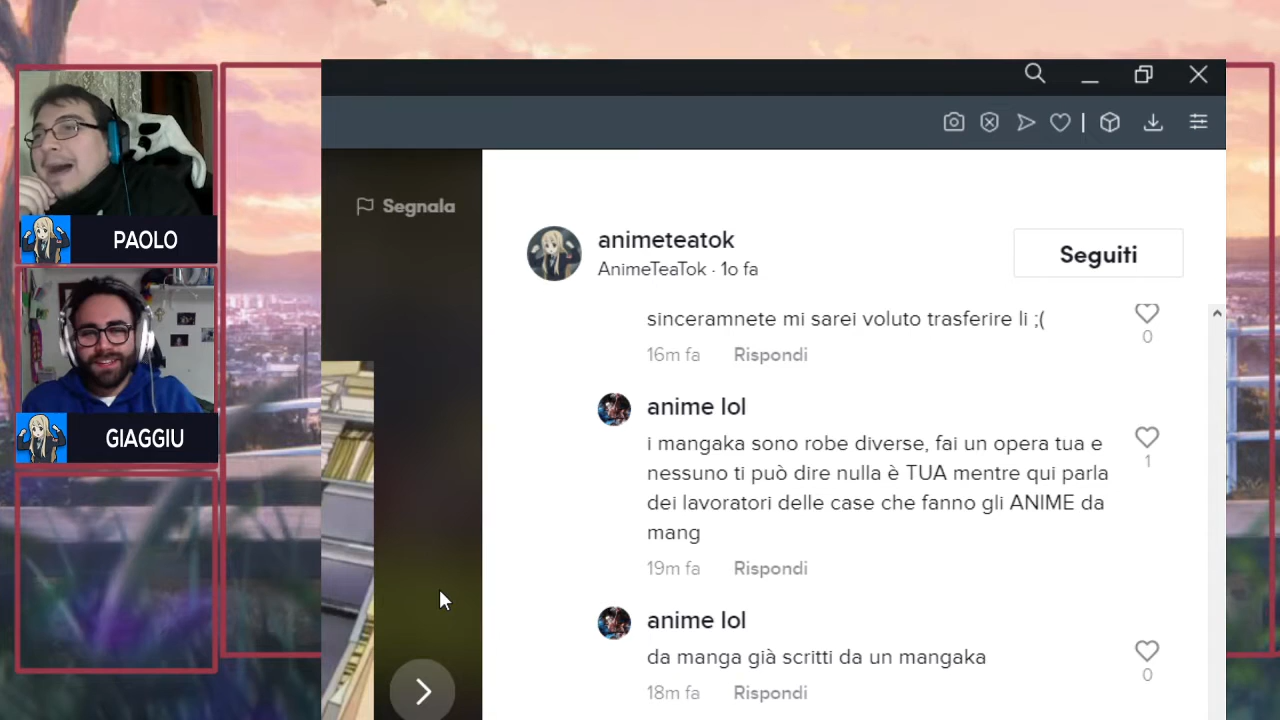 PAOLO
GIAGGIU
Segnala
animeteatok
AnimeTeaTok · 1o fa
Seguiti
sinceramnete mi sarei voluto trasferire li ;(
0
16m fa Rispondi
anime lol
i mangaka sono robe diverse, fai un opera tua e
nessuno ti può dire nulla è TUA mentre qui parla
dei lavoratori delle case che fanno gli ANIME da
mang
1
19m fa Rispondi
anime lol
da manga già scritti da un mangaka
0
18m fa Rispondi